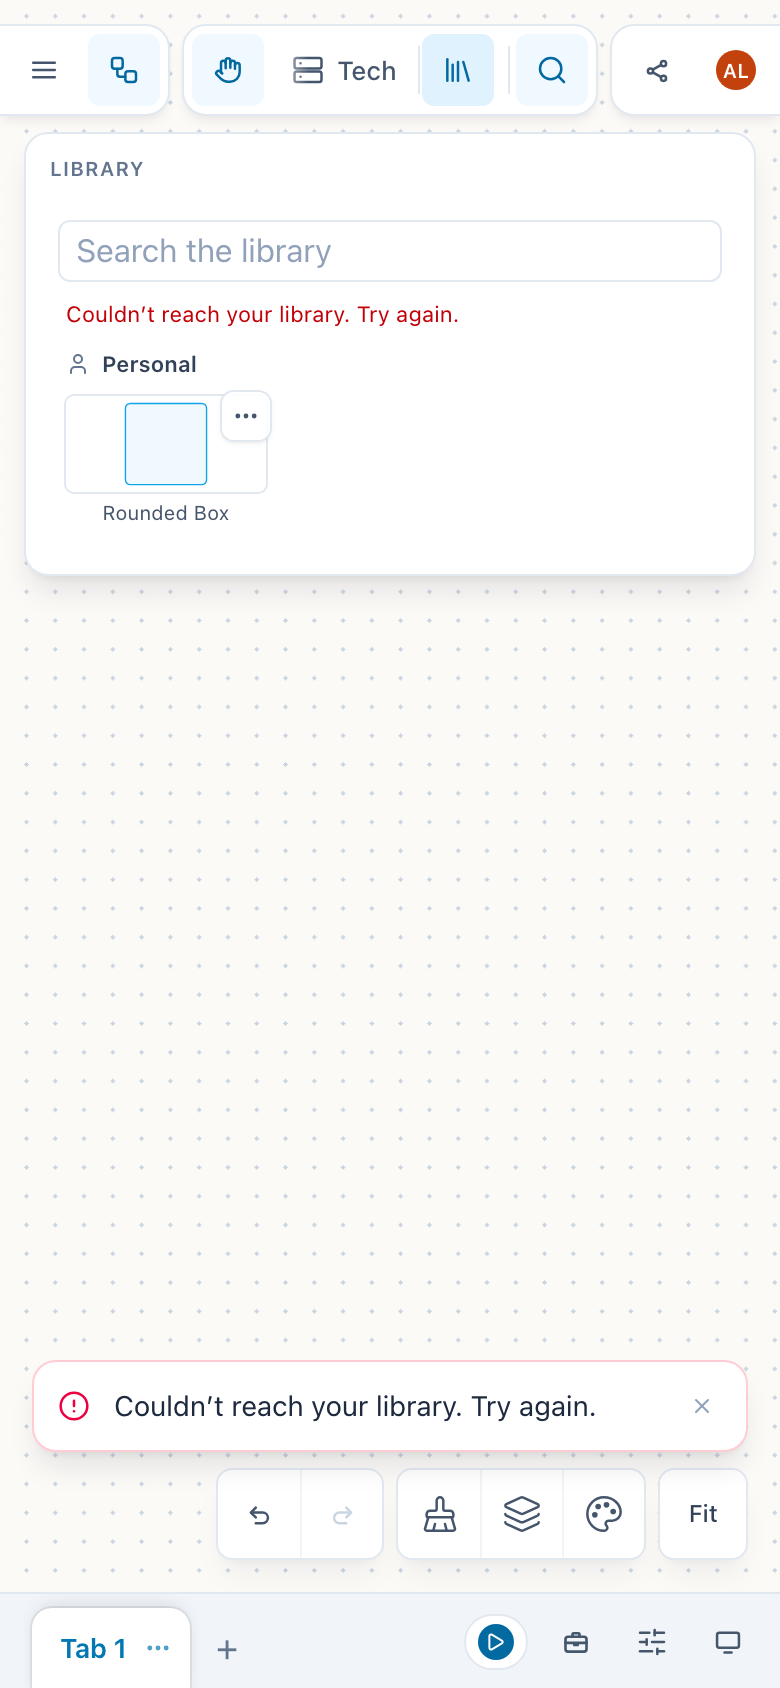 Tech
AL
LIBRARY
Search the library
Couldn't reach your library. Try again.
Personal
Rounded Box
Couldn't reach your library. Try again.
Fit
Tab 1